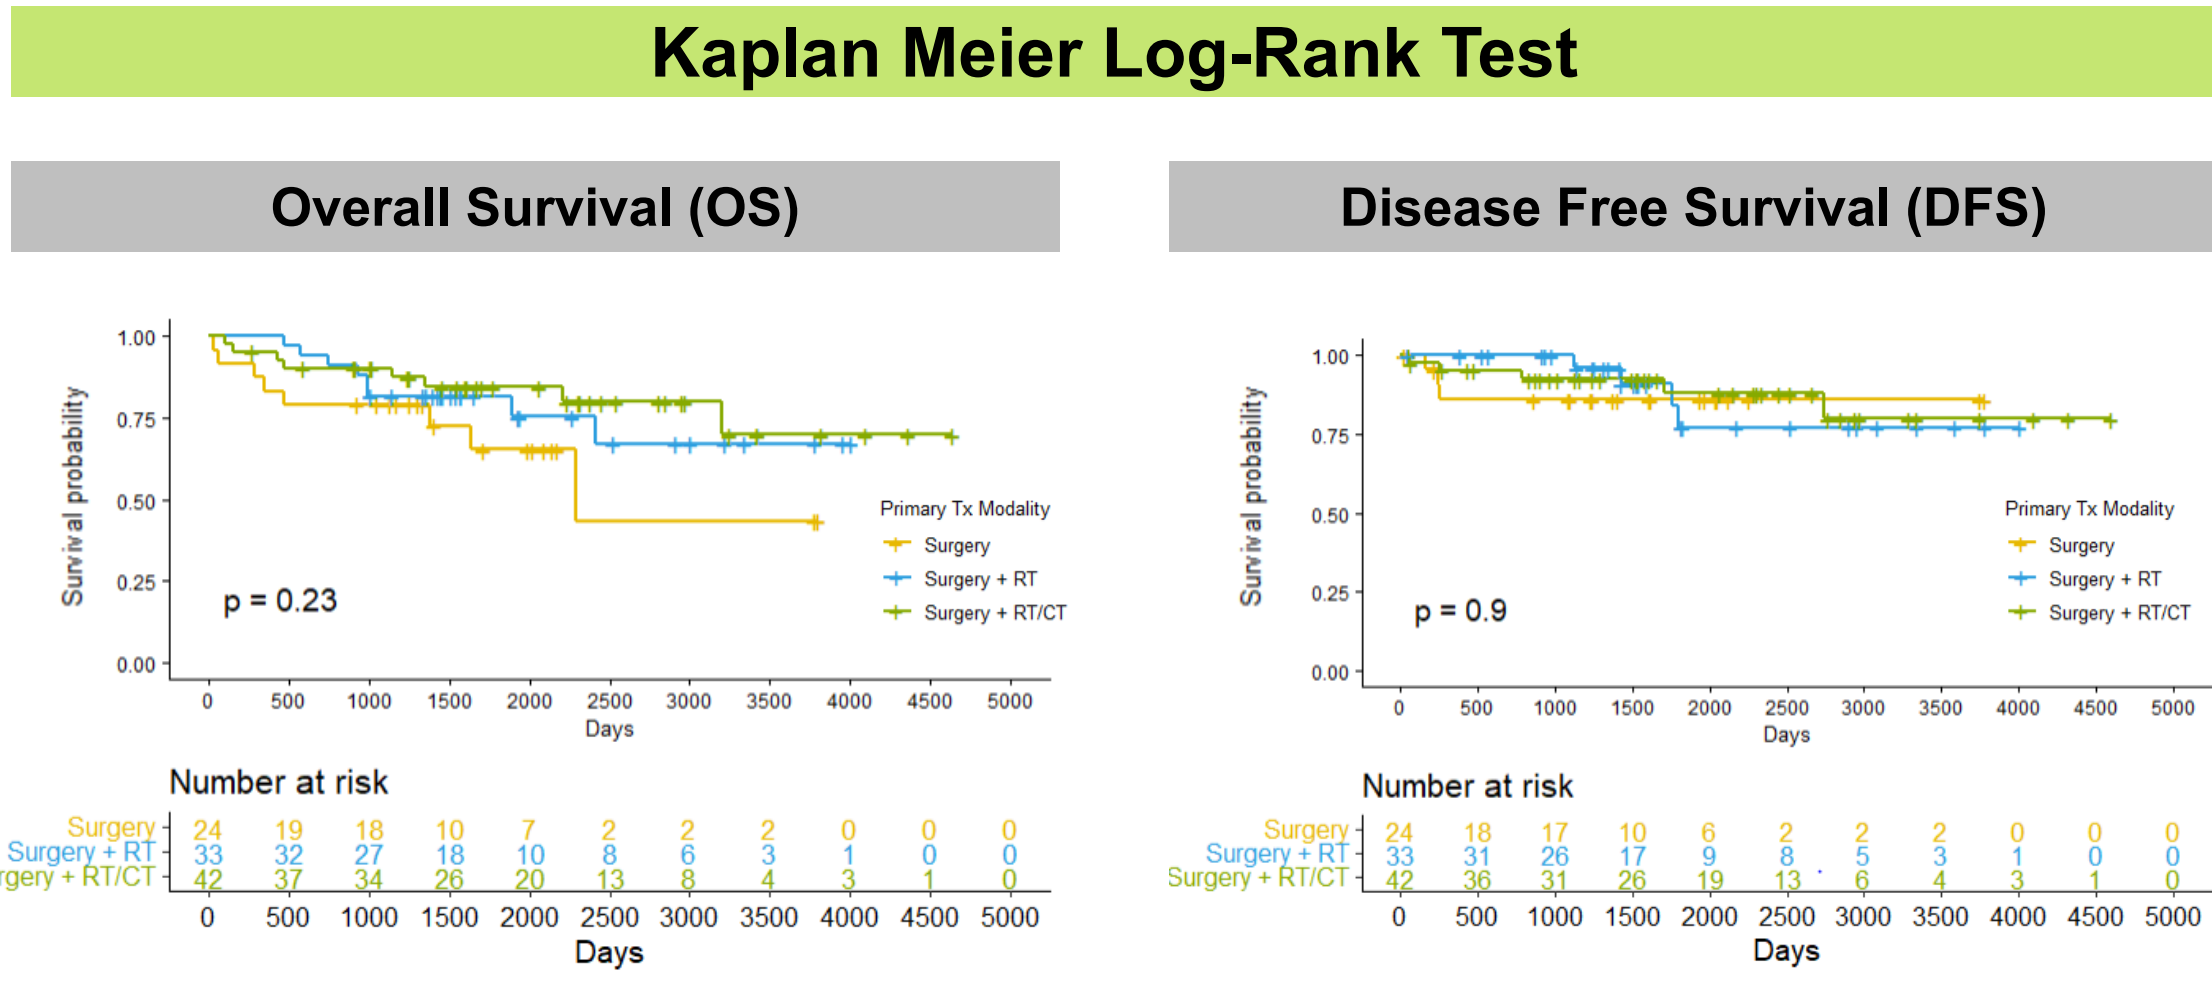 Kaplan Meier Log-Rank Test
Overall Survival (OS)
1.00
0.75
0.50
0.25
0.00
Survival probability
p = 0.23
Primary Tx Modality
Surgery
Surgery + RT
Surgery + RT/CT
0 500 1000 1500 2000 2500 3000 3500 4000 4500 5000
Days
Number at risk
Surgery 24 19 18 10 7 2 2 2 0 0 0
Surgery + RT 33 32 27 18 10 8 6 3 1 0 0
rgery + RT/CT 42 37 34 26 20 13 8 4 3 1 0
0 500 1000 1500 2000 2500 3000 3500 4000 4500 5000
Days
Disease Free Survival (DFS)
1.00
0.75
0.50
0.25
0.00
Survival probability
p = 0.9
Primary Tx Modality
Surgery
Surgery + RT
Surgery + RT/CT
0 500 1000 1500 2000 2500 3000 3500 4000 4500 5000
Days
Number at risk
Surgery 24 18 17 10 6 2 2 2 0 0 0
Surgery + RT 33 31 26 17 9 8 5 3 1 0 0
Surgery + RT/CT 42 36 31 26 19 13 6 4 3 1 0
0 500 1000 1500 2000 2500 3000 3500 4000 4500 5000
Days